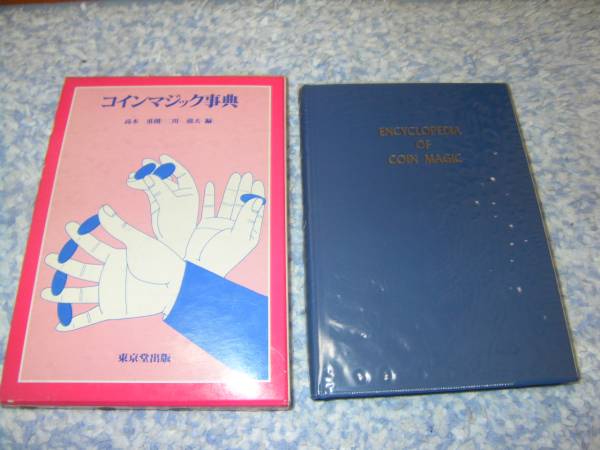 コインマジック事典
高木 重朗 二川 滋夫 編
東京堂出版
ENCYCLOPEDIA
OF
COIN MAGIC